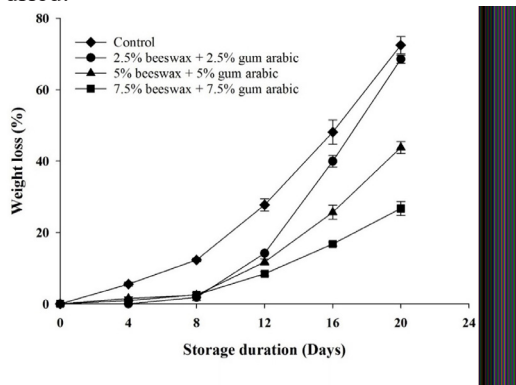 80
Control
2.5% beeswax + 2.5% gum arabic
5% beeswax + 5% gum arabic
7.5% beeswax + 7.5% gum arabic
60
40
20
0
Weight loss (%)
0 4 8 12 16 20 24
Storage duration (Days)